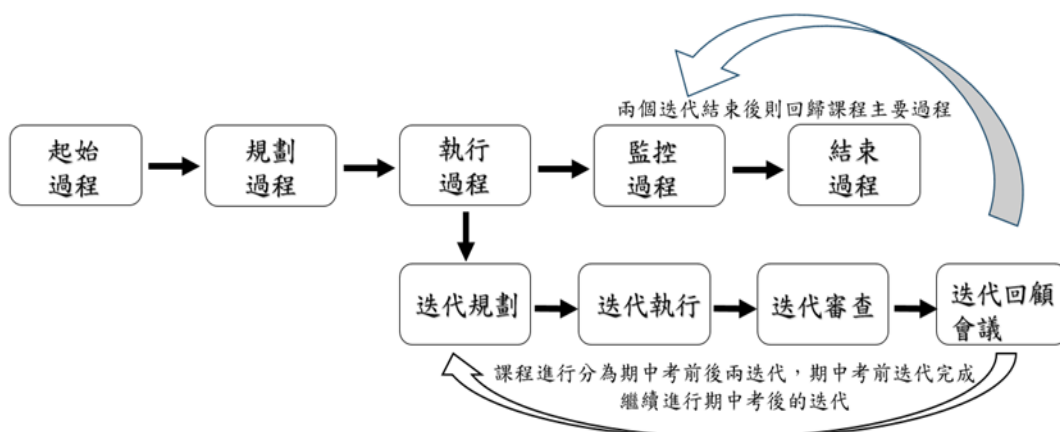 兩個迭代結束後則回歸課程主要過程
起始
過程
規劃
過程
執行
過程
監控
過程
結束
過程
迭代規劃
迭代執行
迭代審查
迭代回顧
會議
課程進行分為期中考前後兩迭代，期中考前迭代完成
繼續進行期中考後的迭代